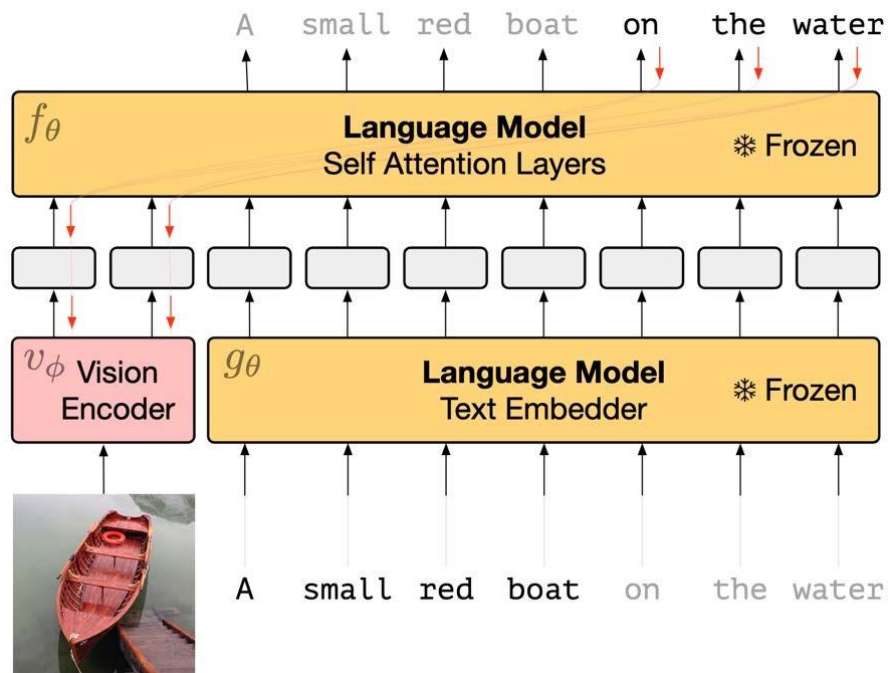 A small red boat on the water
fθ
Language Model
Self Attention Layers
❄ Frozen
vϕ
Vision
Encoder
gθ
Language Model
Text Embedder
❄ Frozen
A small red boat on the water